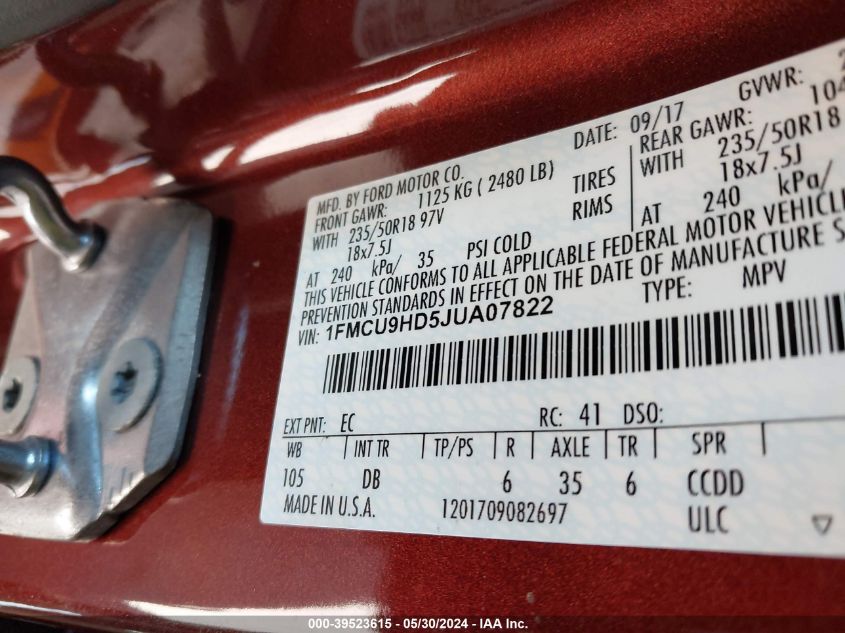 MFD. BY FORD MOTOR CO.
DATE: 09/17
GVWR:
FRONT GAWR: 1125 KG ( 2480 LB)
REAR GAWR: 104
WITH 235/50R18 97V TIRES
WITH 235/50R18
18x7.5J RIMS
18x7.5J
AT 240 kPa/ 35 PSI COLD
AT 240 kPa/
THIS VEHICLE CONFORMS TO ALL APPLICABLE FEDERAL MOTOR VEHICLE
PREVENTION STANDARDS IN EFFECT ON THE DATE OF MANUFACTURE S
VIN: 1FMCU9HD5JUA07822
TYPE: MPV
EXT PNT: EC RC: 41 DSO:
WB INT TR TP/PS R AXLE TR SPR
105 DB 6 35 6 CCDD
MADE IN U.S.A. 1201709082697 ULC
000-39523615 - 05/30/2024 - IAA Inc.